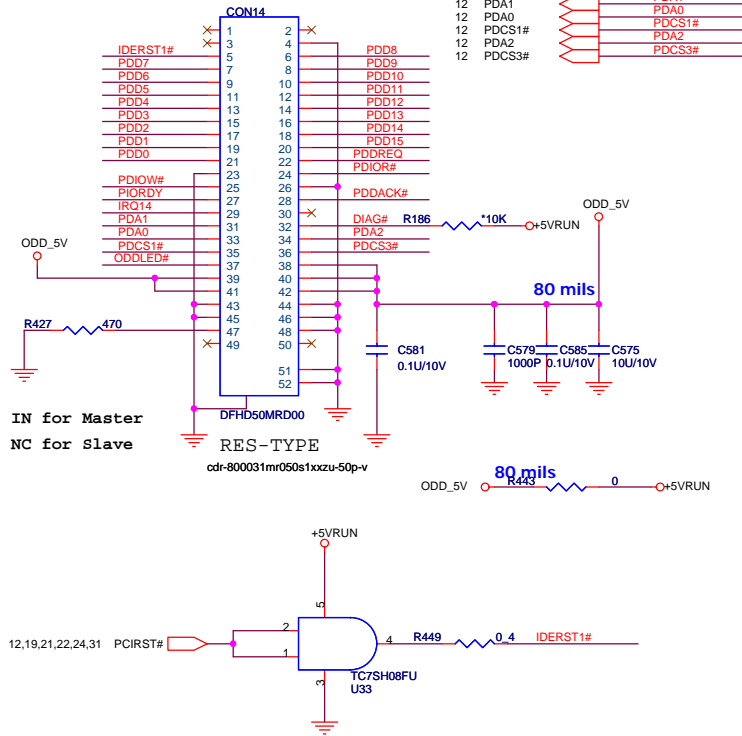 12 PDA1
12 PDA0 PDA0
12 PDCS1# PDCS1#
12 PDA2 PDA2
12 PDCS3# PDCS3#
CON14
1 2
3 4
IDERST1# 5 6 PDD8
PDD7 7 8 PDD9
PDD6 9 10 PDD10
PDD5 11 12 PDD11
PDD4 13 14 PDD12
PDD3 15 16 PDD13
PDD2 17 18 PDD14
PDD1 19 20 PDD15
PDD0 21 22 PDDREQ
23 24 PDIOR#
PDIOW# 25 26
PIORDY 27 28 PDDACK#
IRQ14 29 30
PDA1 31 32 DIAG# R186 *10K +5VRUN
PDA0 33 34 PDA2
PDCS1# 35 36 PDCS3#
ODDLED# 37 38
39 40
41 42
43 44
45 46
47 48
49 50
51
52
ODD_5V
ODD_5V
80 mils
R427 470
C581
0.1U/10V
C579
1000P
C585
0.1U/10V
C575
10U/10V
DFHD50MRD00
IN for Master
NC for Slave
RES-TYPE
cdr-800031mr050s1xxzu-50p-v
80 mils
ODD_5V R443 0 +5VRUN
+5VRUN
5
12,19,21,22,24,31 PCIRST# 2
1
4 R449 0_4 IDERST1#
3
TC7SH08FU
U33